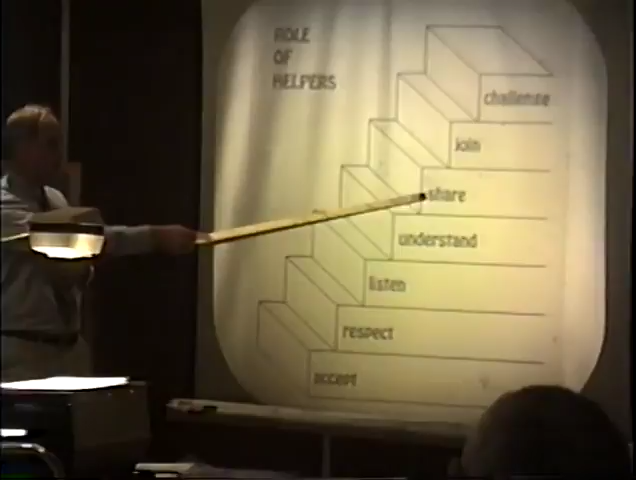 ROLE
OF
HELPERS
challenge
join
share
understand
listen
respect
accept